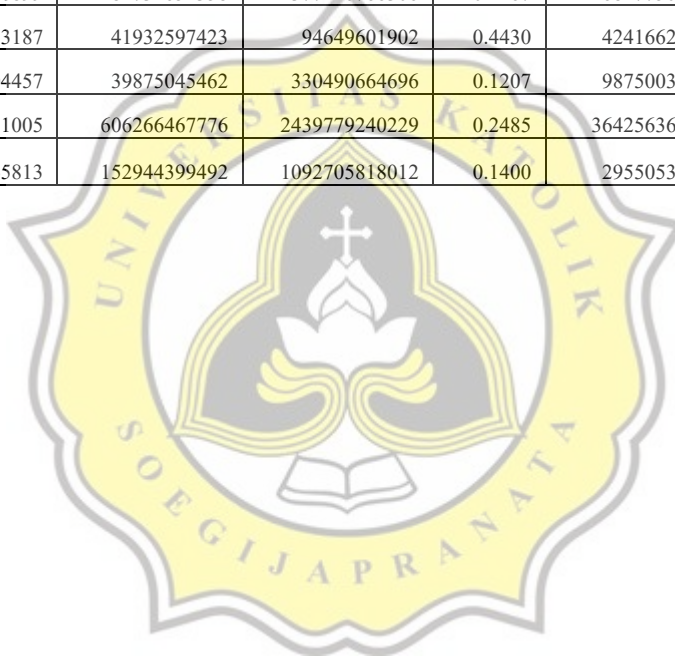 3187 41932597423 94649601902 0.4430 4241662
4457 39875045462 330490664696 0.1207 9875003
1005 606266467776 2439779240229 0.2485 36425636
5813 152944399492 1092705818012 0.1400 2955053
UNIVERSITAS KATOLIK
SOEGIJAPRANATA